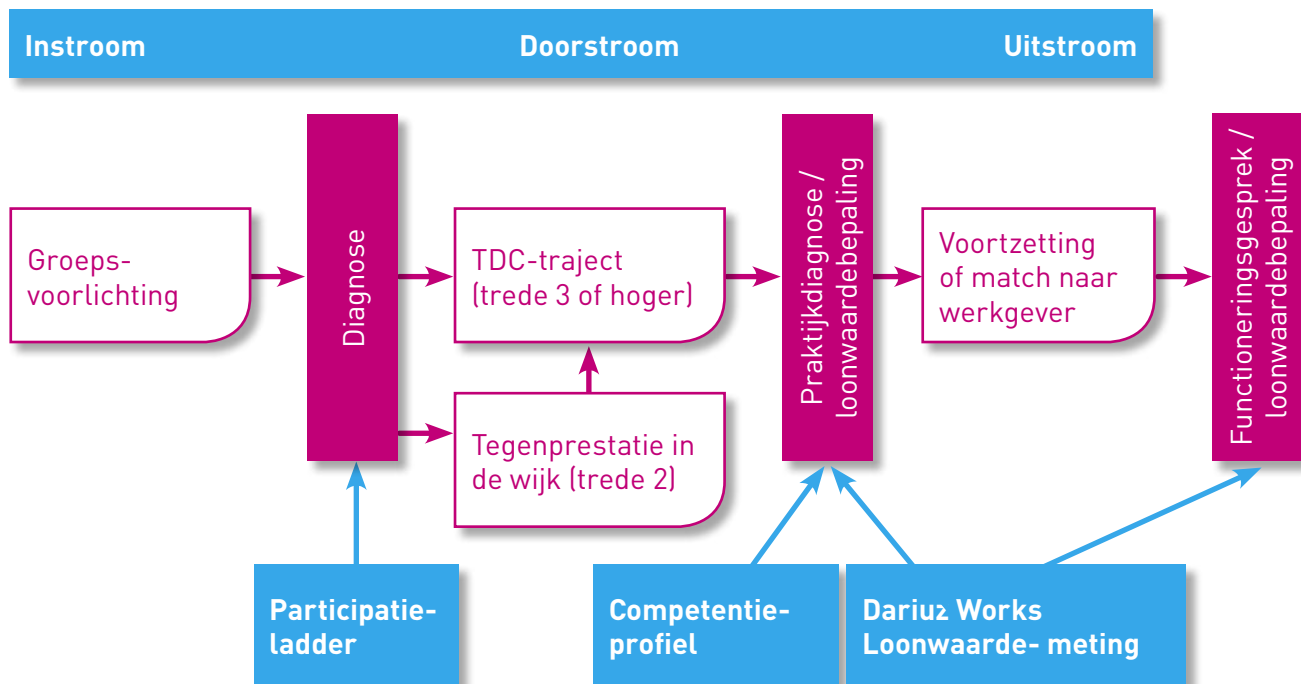 Instroom
Doorstroom
Uitstroom
Groeps-
voorlichting
Diagnose
TDC-traject
(trede 3 of hoger)
Tegenprestatie in
de wijk (trede 2)
Praktijkdiagnose /
loonwaardebepaling
Voortzetting
of match naar
werkgever
Functioneringsgesprek /
loonwaardebepaling
Participatie-
ladder
Competentie-
profiel
Dariuz Works
Loonwaarde- meting